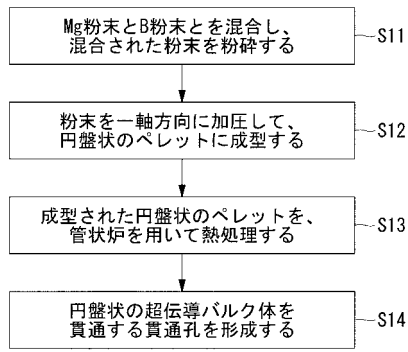 Mg粉末とB粉末とを混合し、
混合された粉末を粉砕する
S11
粉末を一軸方向に加圧して、
円盤状のペレットに成型する
S12
成型された円盤状のペレットを、
管状炉を用いて熱処理する
S13
円盤状の超伝導バルク体を
貫通する貫通孔を形成する
S14